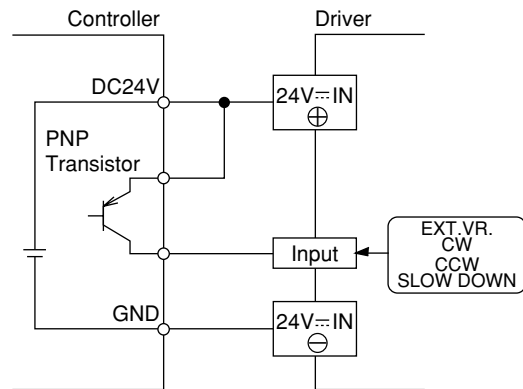 Controller
Driver
DC24V
24V⎓IN
⊕
PNP
Transistor
Input
EXT.VR.
CW
CCW
SLOW DOWN
GND
24V⎓IN
⊖